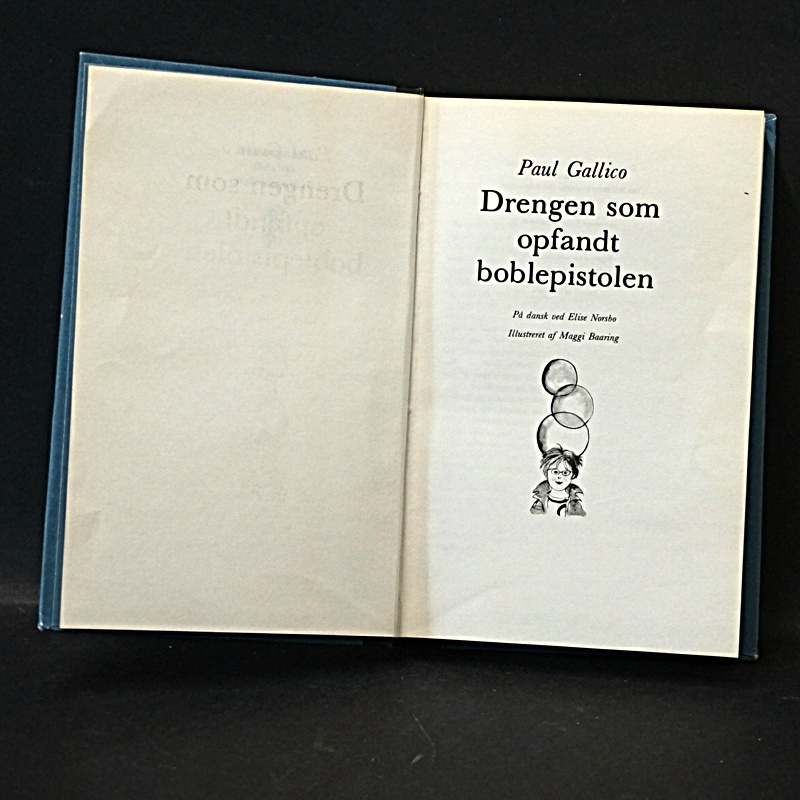 Paul Gallico
Drengen som
opfandt
boblepistolen
På dansk ved Elise Norsbo
Illustreret af Maggi Baaring